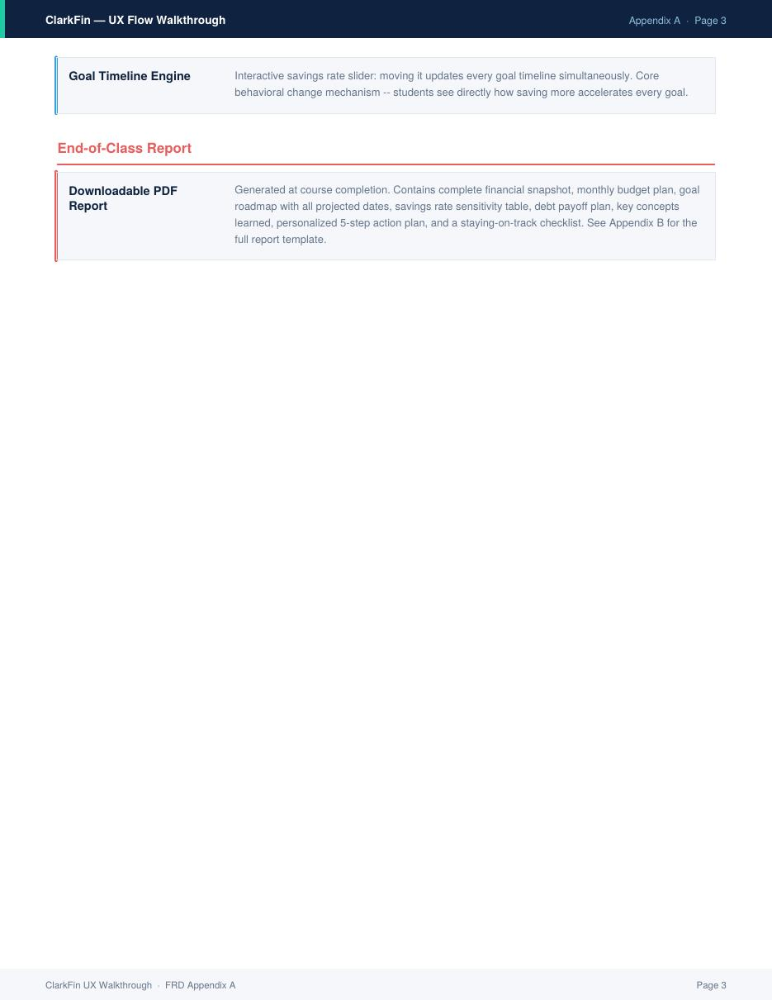 ClarkFin — UX Flow Walkthrough
Appendix A · Page 3
Goal Timeline Engine
Interactive savings rate slider: moving it updates every goal timeline simultaneously. Core
behavioral change mechanism -- students see directly how saving more accelerates every goal.
End-of-Class Report
Downloadable PDF
Report
Generated at course completion. Contains complete financial snapshot, monthly budget plan, goal
roadmap with all projected dates, savings rate sensitivity table, debt payoff plan, key concepts
learned, personalized 5-step action plan, and a staying-on-track checklist. See Appendix B for the
full report template.
ClarkFin UX Walkthrough · FRD Appendix A
Page 3